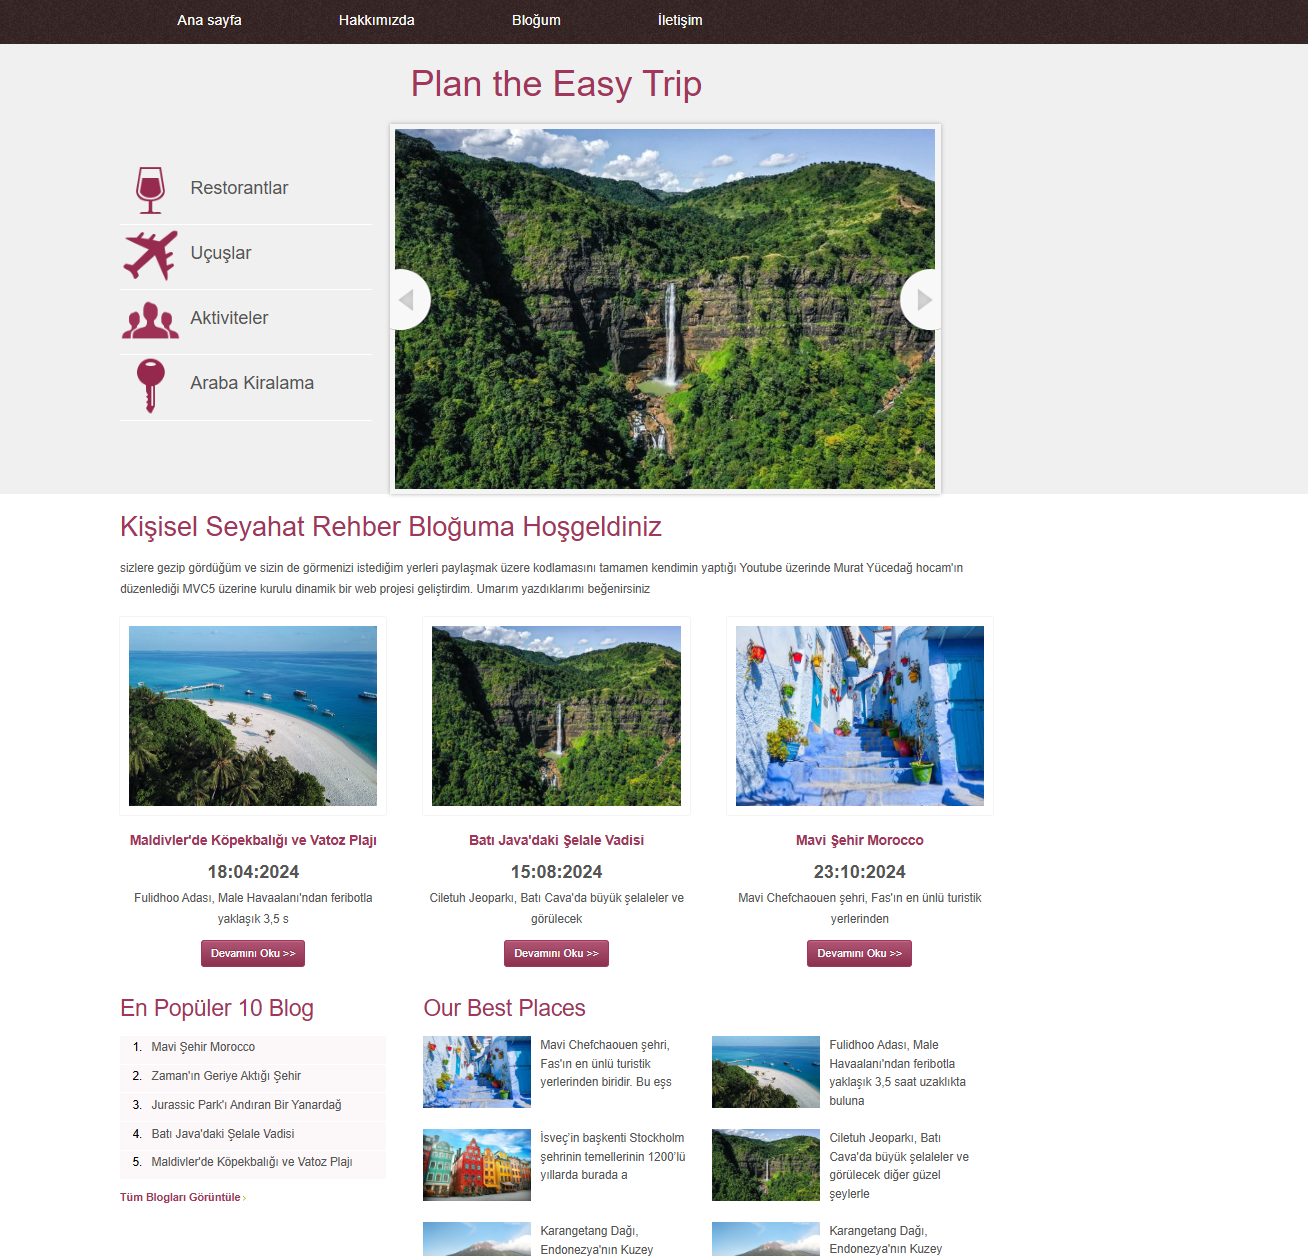 Ana sayfa
Hakkımızda
Bloğum
İletişim
Plan the Easy Trip
Restorantlar
Uçuşlar
Aktiviteler
Araba Kiralama
Kişisel Seyahat Rehber Bloğuma Hoşgeldiniz
sizlere gezip gördüğüm ve sizin de görmenizi istediğim yerleri paylaşmak üzere kodlamasını tamamen kendimin yaptığı Youtube üzerinde Murat Yücedağ hocam'ın
düzenlediği MVC5 üzerine kurulu dinamik bir web projesi geliştirdim. Umarım yazdıklarımı beğenirsiniz
Maldivler'de Köpekbalığı ve Vatoz Plajı
18:04:2024
Fulidhoo Adası, Male Havaalanı'ndan feribotla
yaklaşık 3,5 s
Devamını Oku >>
Batı Java'daki Şelale Vadisi
15:08:2024
Ciletuh Jeoparkı, Batı Cava'da büyük şelaleler ve
görülecek
Devamını Oku >>
Mavi Şehir Morocco
23:10:2024
Mavi Chefchaouen şehri, Fas'ın en ünlü turistik
yerlerinden
Devamını Oku >>
En Popüler 10 Blog
1. Mavi Şehir Morocco
2. Zaman'ın Geriye Aktığı Şehir
3. Jurassic Park'ı Andıran Bir Yanardağ
4. Batı Java'daki Şelale Vadisi
5. Maldivler'de Köpekbalığı ve Vatoz Plajı
Tüm Blogları Görüntüle ›
Our Best Places
Mavi Chefchaouen şehri,
Fas'ın en ünlü turistik
yerlerinden biridir. Bu eşs
Fulidhoo Adası, Male
Havaalanı'ndan feribotla
yaklaşık 3,5 saat uzaklıkta
buluna
İsveç'in başkenti Stockholm
şehrinin temellerinin 1200'lü
yıllarda burada a
Ciletuh Jeoparkı, Batı
Cava'da büyük şelaleler ve
görülecek diğer güzel
şeylerle
Karangetang Dağı,
Endonezya'nın Kuzey
Karangetang Dağı,
Endonezya'nın Kuzey